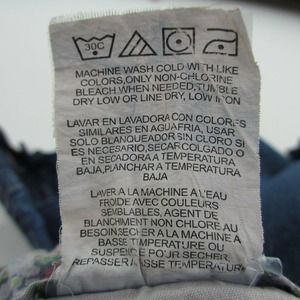 30C
MACHINE WASH COLD WITH LIKE
COLORS,ONLY NON-CHLORINE
BLEACH WHEN NEEDED,TUMBLE
DRY LOW OR LINE DRY, LOW IRON
LAVAR EN LAVADORA CON COLORES
SIMILARES EN AGUAFRIA, USAR
SOLO BLANQUEADOR SIN CLORO SI
ES NECESARIO,SECAR COLGADO O
EN SECADORA A TEMPERATURA
BAJA,PLANCHAR A TEMPERATURA
BAJA
LAVER A LA MACHINE A L'EAU
FROIDE AVEC COULEURS
SEMBLABLES, AGENT DE
BLANCHIMENT NON CHLORE AU
BESOIN SECHER A LA MACHINE A
BASSE TEMPERATURE OU
SUSPENDE POUR SECHER,
REPASSER A BASSE TEMPERATURE